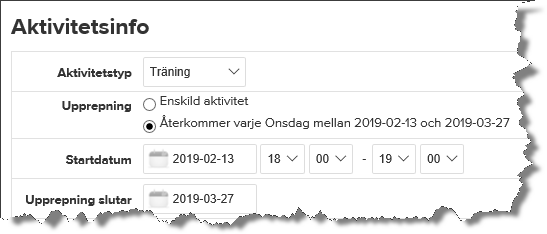 Aktivitetsinfo
Aktivitetstyp Träning
Upprepning Enskild aktivitet
Återkommer varje Onsdag mellan 2019-02-13 och 2019-03-27
Startdatum 2019-02-13 18 00 - 19 00
Upprepning slutar 2019-03-27